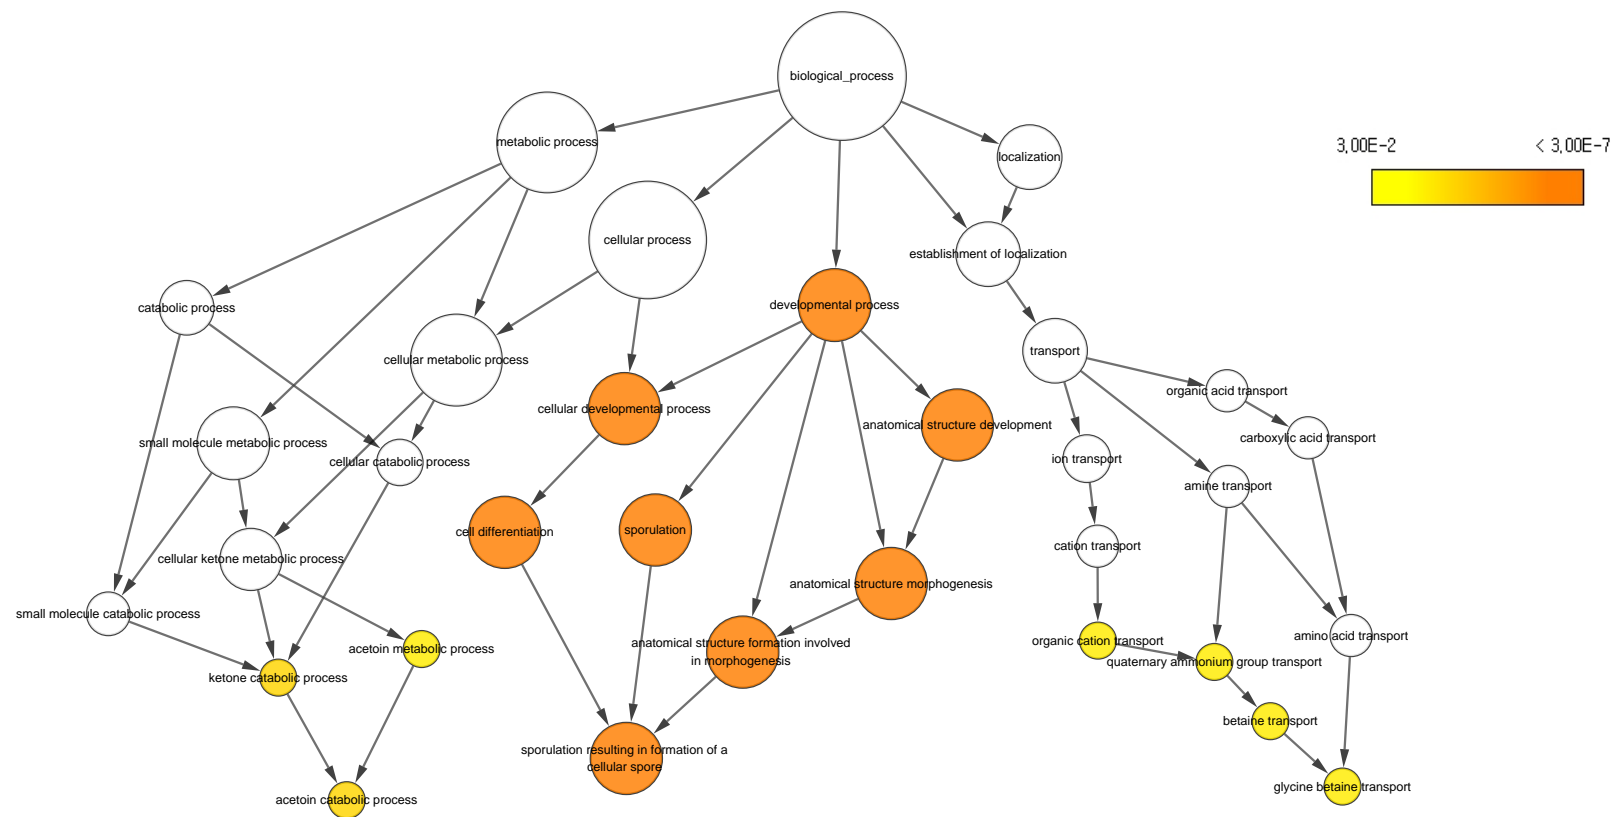 biological_process
metabolic process
localization
3,00E-2
< 3,00E-7
cellular process
establishment of localization
catabolic process
developmental process
transport
cellular metabolic process
organic acid transport
cellular developmental process
anatomical structure development
carboxylic acid transport
small molecule metabolic process
cellular catabolic process
ion transport
amine transport
cell differentiation
sporulation
cation transport
cellular ketone metabolic process
anatomical structure morphogenesis
small molecule catabolic process
acetoin metabolic process
anatomical structure formation involved
in morphogenesis
organic cation transport
amino acid transport
quaternary ammonium group transport
ketone catabolic process
betaine transport
sporulation resulting in formation of a
cellular spore
glycine betaine transport
acetoin catabolic process